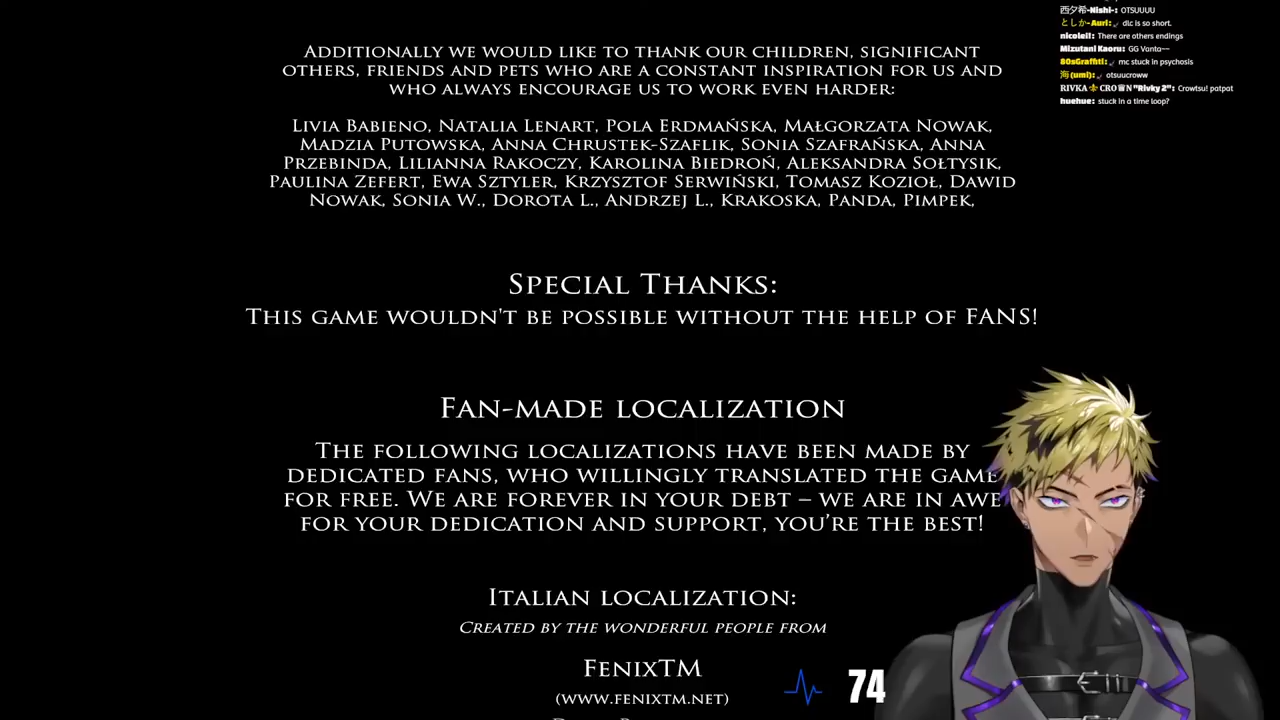 西夕希-Nishi-: OTSUUUU
としか-Auri: dlc is so short.
nicolei!: There are others endings
Mizutani Kaoru: GG Vanta~~
80sGraffiti: mc stuck in psychosis
海 (umi): otsuucroww
RIVKA CROWN "Rivky 2": Crowtsu! patpat
huehue: stuck in a time loop?
Additionally we would like to thank our children, significant
others, friends and pets who are a constant inspiration for us and
who always encourage us to work even harder:
Livia Babieno, Natalia Lenart, Pola Erdmańska, Małgorzata Nowak,
Madzia Putowska, Anna Chrustek-Szaflik, Sonia Szafrańska, Anna
Przebinda, Lilianna Rakoczy, Karolina Biedroń, Aleksandra Sołtysik,
Paulina Zefert, Ewa Sztyler, Krzysztof Serwiński, Tomasz Kozioł, Dawid
Nowak, Sonia W., Dorota L., Andrzej L., Krakoska, Panda, Pimpek,
Special Thanks:
This game wouldn't be possible without the help of FANS!
Fan-made localization
The following localizations have been made by
dedicated fans, who willingly translated the game
for free. We are forever in your debt – we are in awe
for your dedication and support, you're the best!
Italian localization:
Created by the wonderful people from
FenixTM
(www.fenixtm.net)
74